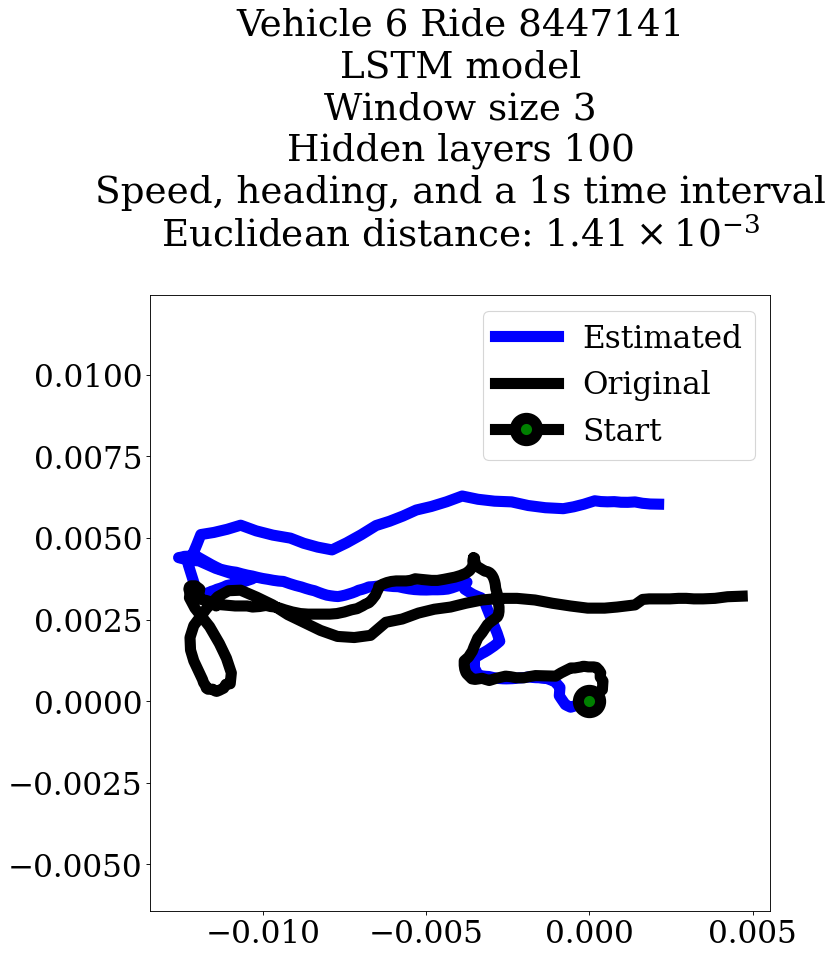 Vehicle 6 Ride 8447141
LSTM model
Window size 3
Hidden layers 100
Speed, heading, and a 1s time interval
Euclidean distance: 1.41 × 10⁻³
Estimated
Original
Start
0.0100
0.0075
0.0050
0.0025
0.0000
−0.0025
−0.0050
−0.010 −0.005 0.000 0.005